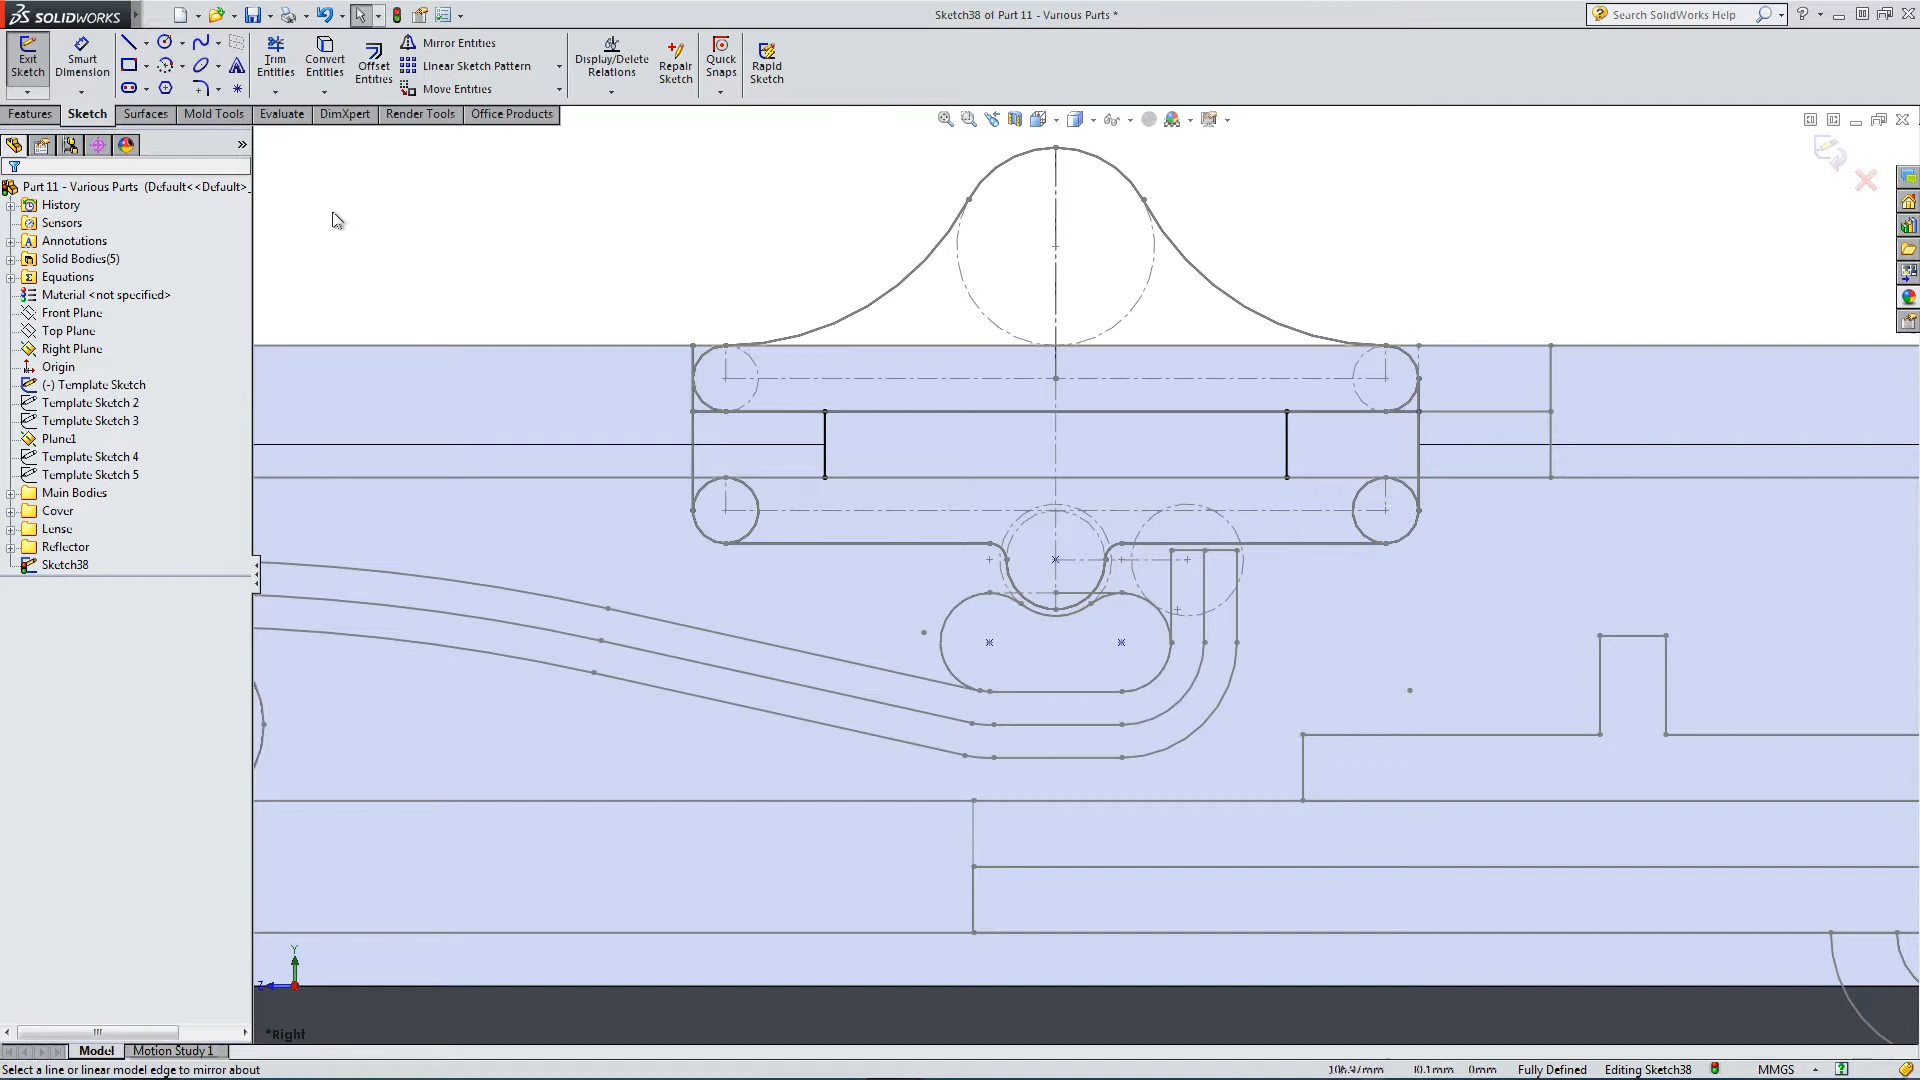 SOLIDWORKS
Sketch38 of Part 11 - Various Parts *
Search SolidWorks Help
Exit Sketch
Smart Dimension
Trim Entities
Convert Entities
Offset Entities
Mirror Entities
Linear Sketch Pattern
Move Entities
Display/Delete Relations
Repair Sketch
Quick Snaps
Rapid Sketch
Features
Sketch
Surfaces
Mold Tools
Evaluate
DimXpert
Render Tools
Office Products
Part 11 - Various Parts (Default<<Default>_
History
Sensors
Annotations
Solid Bodies(5)
Equations
Material <not specified>
Front Plane
Top Plane
Right Plane
Origin
(-) Template Sketch
Template Sketch 2
Template Sketch 3
Plane1
Template Sketch 4
Template Sketch 5
Main Bodies
Cover
Lense
Reflector
Sketch38
Y
Z
*Right
Model
Motion Study 1
Select a line or linear model edge to mirror about
0mm
Fully Defined
Editing Sketch38
MMGS